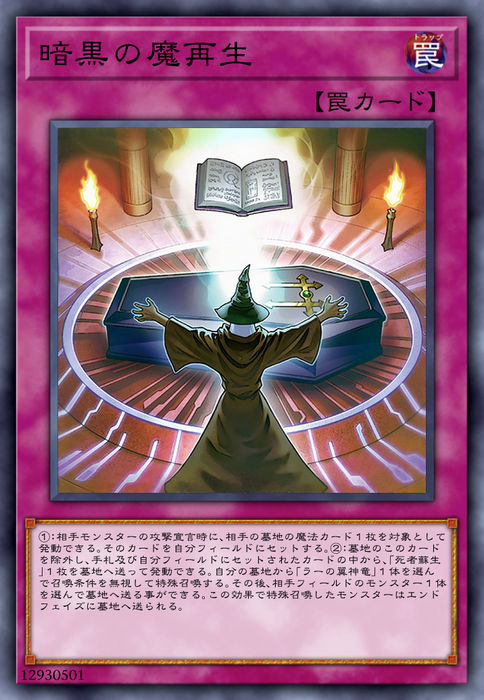 暗黒の魔再生
トラップ
罠
【罠カード】
①:相手モンスターの攻撃宣言時に、相手の墓地の魔法カード1枚を対象として
発動できる。そのカードを自分フィールドにセットする。②:墓地のこのカード
を除外し、手札及び自分フィールドにセットされたカードの中から、「死者蘇生
」1枚を墓地へ送って発動できる。自分の墓地から「ラーの翼神竜」1体を選ん
で召喚条件を無視して特殊召喚する。その後、相手フィールドのモンスター1体
を選んで墓地へ送る事ができる。この効果で特殊召喚したモンスターはエンド
フェイズに墓地へ送られる。
12930501